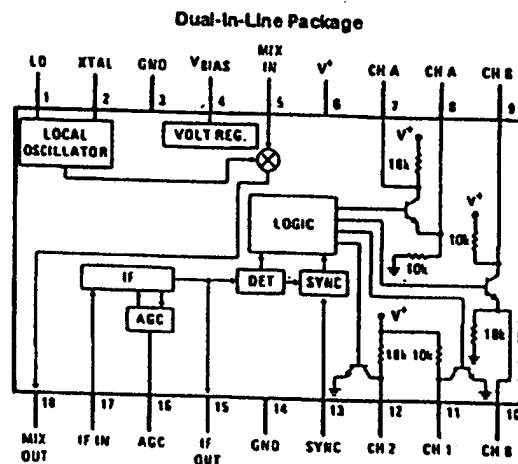 Dual-In-Line Package
LO XTAL GND VBIAS MIX IN V+ CH A CH A CH B
1 2 3 4 5 6 7 8 9
LOCAL OSCILLATOR
VOLT REG.
V+
18k
LOGIC
V+
10k
10k
IF
DET
SYNC
AGC
V+
18k
10k
18k
18 17 16 15 14 13 12 11 10
MIX OUT IF IN AGC IF OUT GND SYNC CH 2 CH 1 CH B